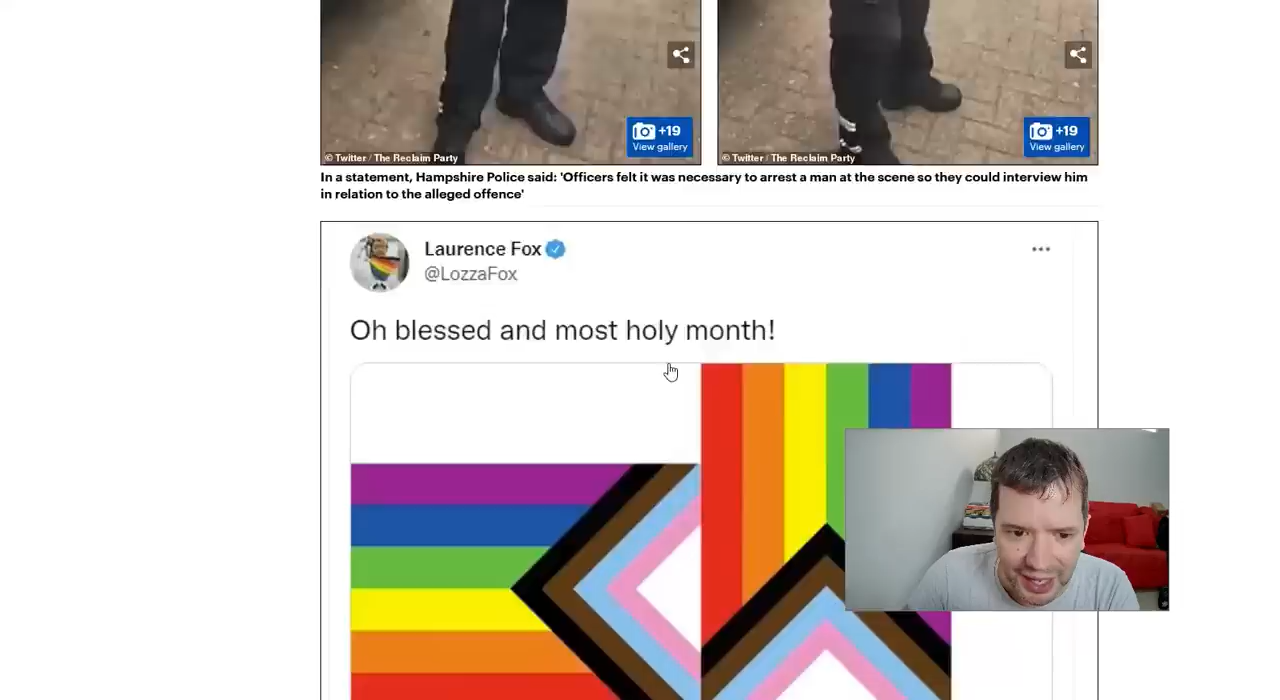 +19
View gallery
+19
View gallery
© Twitter / The Reclaim Party
© Twitter / The Reclaim Party
In a statement, Hampshire Police said: 'Officers felt it was necessary to arrest a man at the scene so they could interview him
in relation to the alleged offence'
Laurence Fox
@LozzaFox
Oh blessed and most holy month!